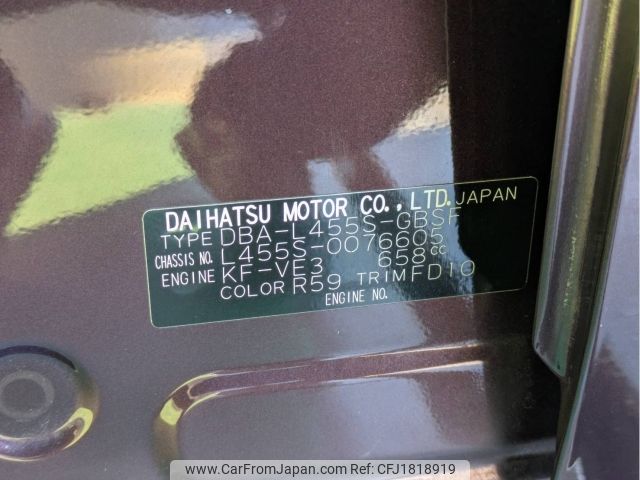 DAIHATSU MOTOR CO., LTD. JAPAN
TYPE DBA-L455S-GBSF
CHASSIS NO. L455S-0076605
ENGINE KF-VE3 658cc
COLOR R59 TRIM FD10
ENGINE NO.
www.CarFromJapan.com | Ref No: CFJ1818919